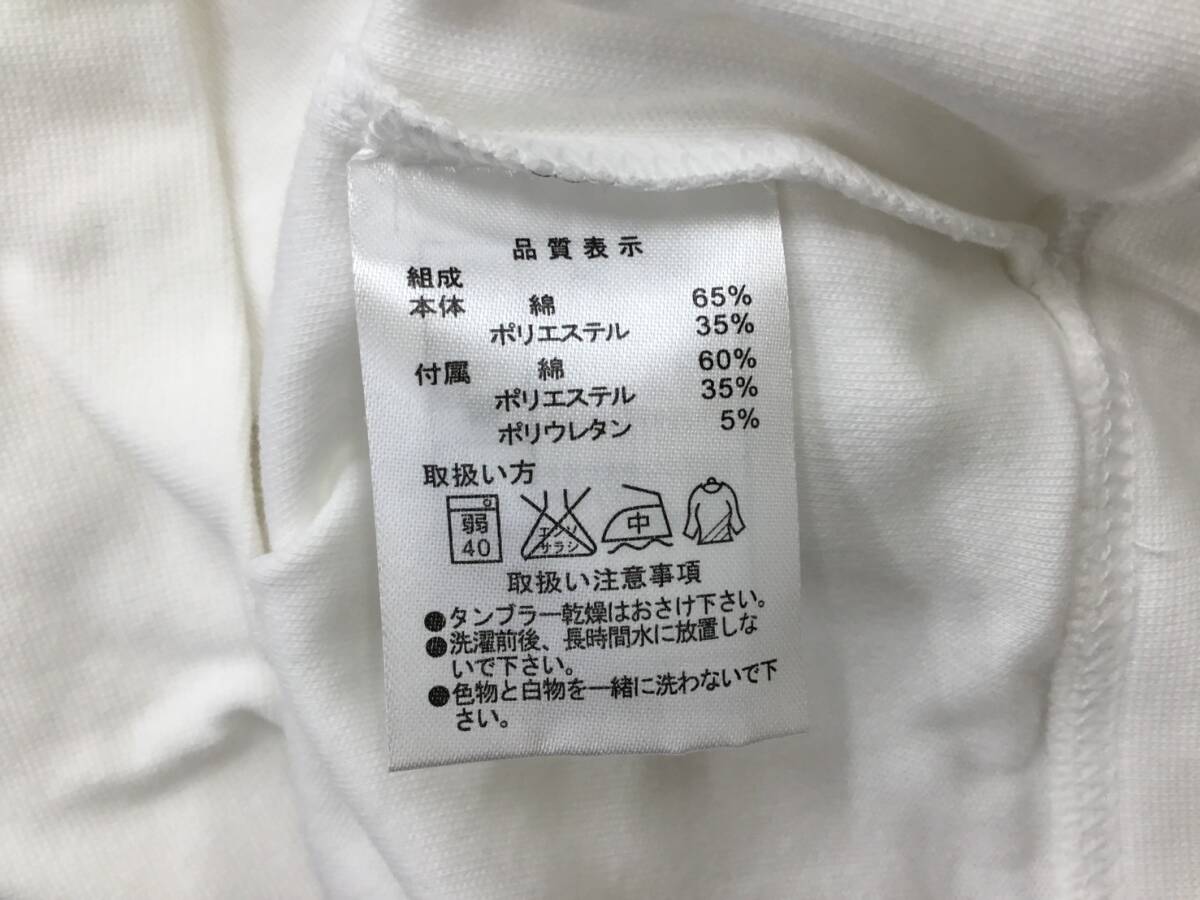 品質表示
組成
本体 綿 65%
ポリエステル 35%
付属 綿 60%
ポリエステル 35%
ポリウレタン 5%
取扱い方
弱 40 エンソ サラシ 中
取扱い注意事項
●タンブラー乾燥はおさけ下さい。
●洗濯前後、長時間水に放置しな
いで下さい。
●色物と白物を一緒に洗わないで下
さい。